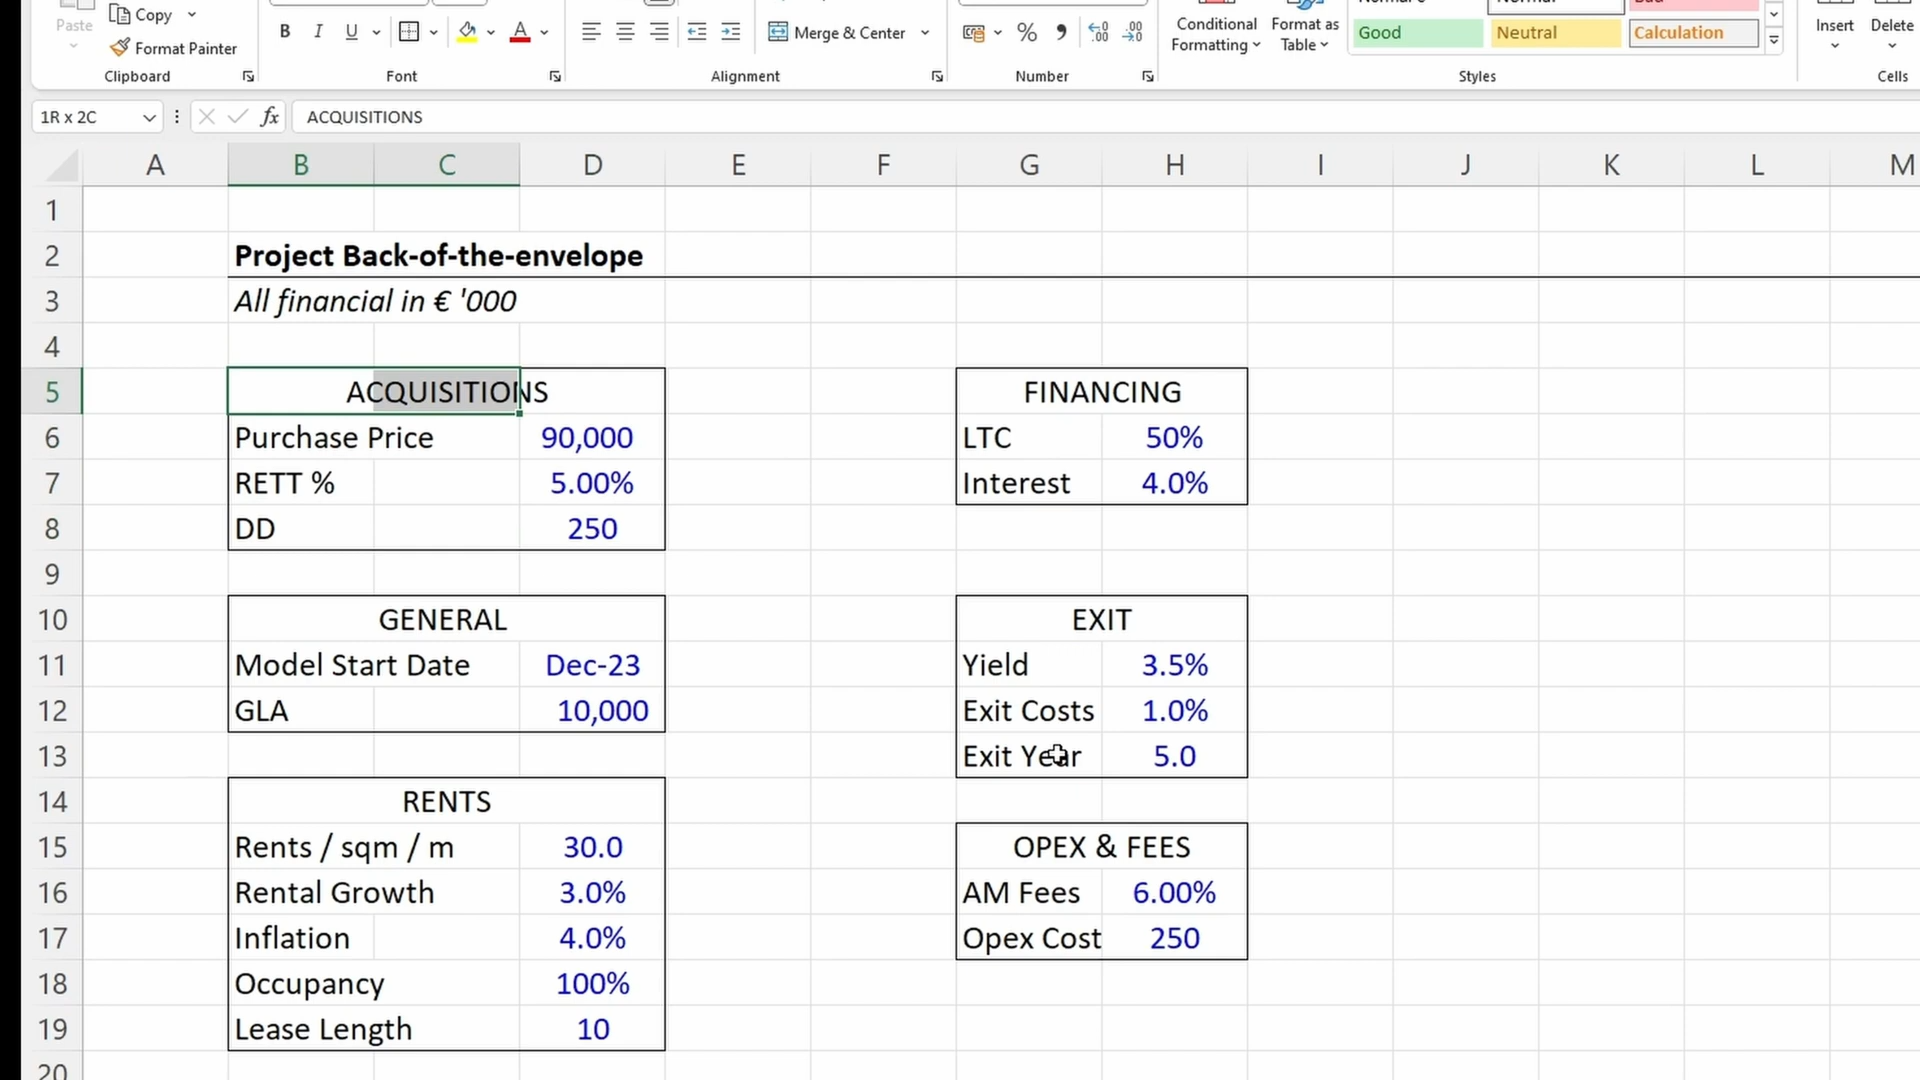 Paste
Copy
Format Painter
Clipboard
B I U
A
Font
Merge & Center
Alignment
%
Number
Conditional
Formatting
Format as
Table
Normal
Good Neutral Calculation
Styles
Insert Delete
Cells
1R x 2C
fx
ACQUISITIONS
A B C D E F G H I J K L M
1
2 Project Back-of-the-envelope
3 All financial in € '000
4
5 ACQUISITIONS FINANCING
6 Purchase Price 90,000 LTC 50%
7 RETT % 5.00% Interest 4.0%
8 DD 250
9
10 GENERAL EXIT
11 Model Start Date Dec-23 Yield 3.5%
12 GLA 10,000 Exit Costs 1.0%
13 Exit Year 5.0
14 RENTS
15 Rents / sqm / m 30.0 OPEX & FEES
16 Rental Growth 3.0% AM Fees 6.00%
17 Inflation 4.0% Opex Cost 250
18 Occupancy 100%
19 Lease Length 10
20